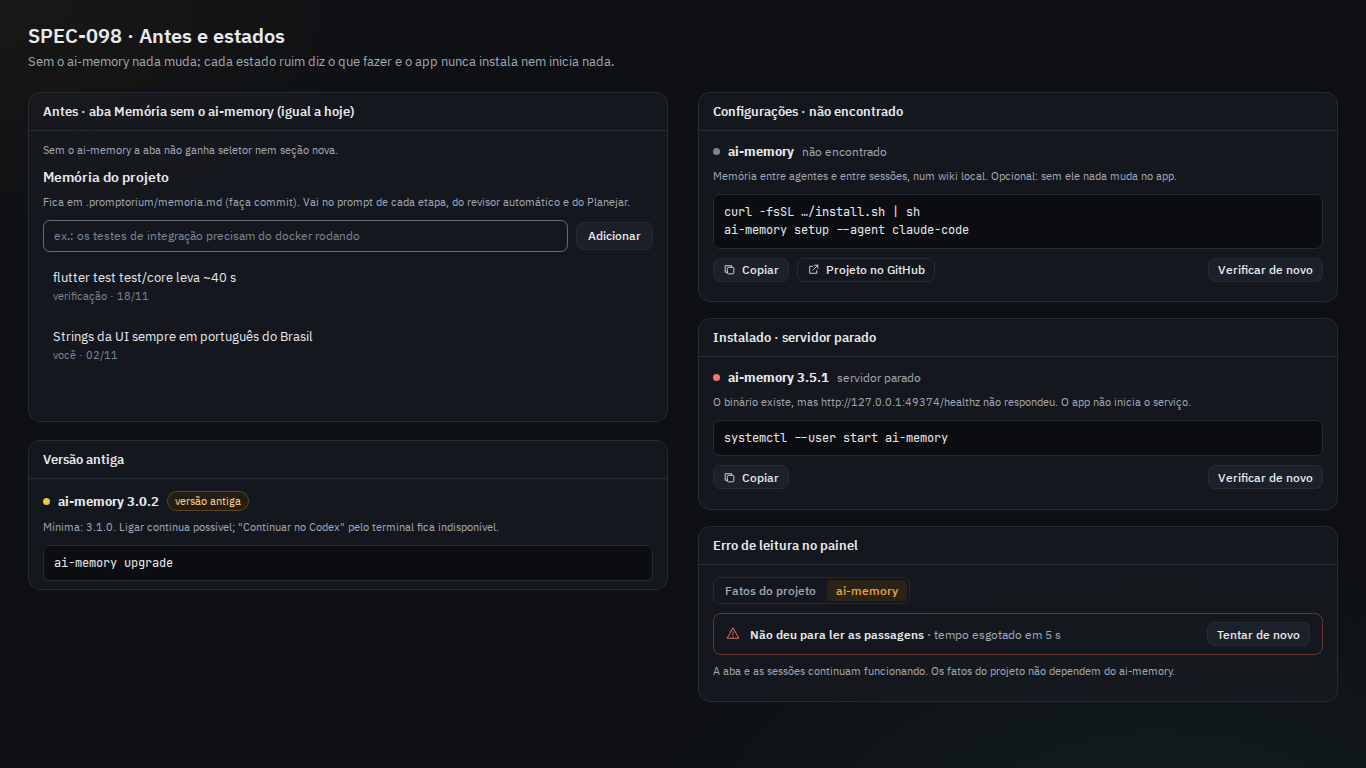 SPEC-098 · Antes e estados
Sem o ai-memory nada muda; cada estado ruim diz o que fazer e o app nunca instala nem inicia nada.
Antes · aba Memória sem o ai-memory (igual a hoje)
Sem o ai-memory a aba não ganha seletor nem seção nova.
Memória do projeto
Fica em .promptorium/memoria.md (faça commit). Vai no prompt de cada etapa, do revisor automático e do Planejar.
ex.: os testes de integração precisam do docker rodando
Adicionar
flutter test test/core leva ~40 s
verificação · 18/11
Strings da UI sempre em português do Brasil
você · 02/11
Versão antiga
ai-memory 3.0.2 versão antiga
Mínima: 3.1.0. Ligar continua possível; "Continuar no Codex" pelo terminal fica indisponível.
ai-memory upgrade
Configurações · não encontrado
ai-memory não encontrado
Memória entre agentes e entre sessões, num wiki local. Opcional: sem ele nada muda no app.
curl -fsSL …/install.sh | sh
ai-memory setup --agent claude-code
Copiar
Projeto no GitHub
Verificar de novo
Instalado · servidor parado
ai-memory 3.5.1 servidor parado
O binário existe, mas http://127.0.0.1:49374/healthz não respondeu. O app não inicia o serviço.
systemctl --user start ai-memory
Copiar
Verificar de novo
Erro de leitura no painel
Fatos do projeto
ai-memory
Não deu para ler as passagens · tempo esgotado em 5 s
Tentar de novo
A aba e as sessões continuam funcionando. Os fatos do projeto não dependem do ai-memory.